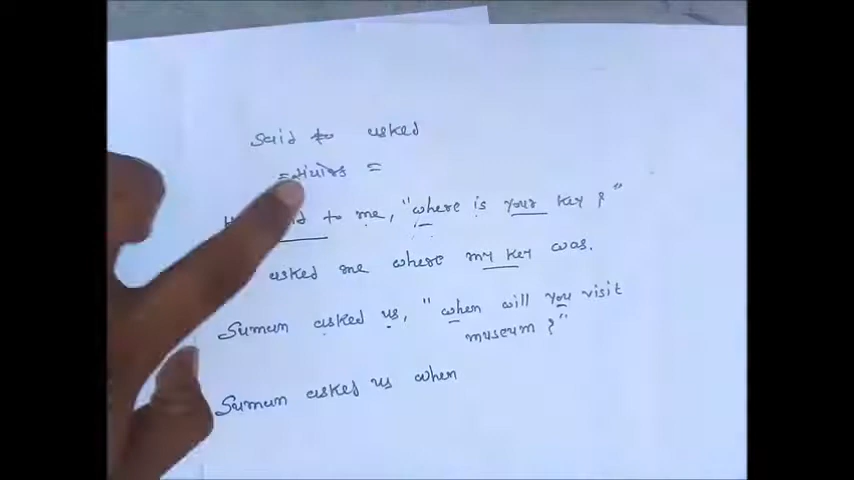 said to asked
=
to me, "where is your key ?"
asked me where my key was.
Suman asked us, "when will you visit
museum ?"
Suman asked us when